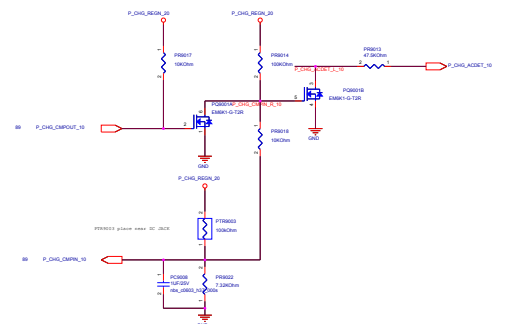 P_CHG_REGN_20
P_CHG_REGN_20
PR9017
10KOhm
PR9014
100KOhm
PR9013
47.5KOhm
P_CHG_ACDET_L_10
P_CHG_ACDET_10
PQ9001A
P_CHG_CMPIN_R_10
EM6K1-G-T2R
PQ9001B
EM6K1-G-T2R
88 P_CHG_CMPOUT_10
PR9018
10KOhm
GND
GND
P_CHG_REGN_20
PTR9003 place near DC JACK
PTR9003
100kOhm
88 P_CHG_CMPIN_10
PC9008
1UF/25V
PR9022
7.32KOhm